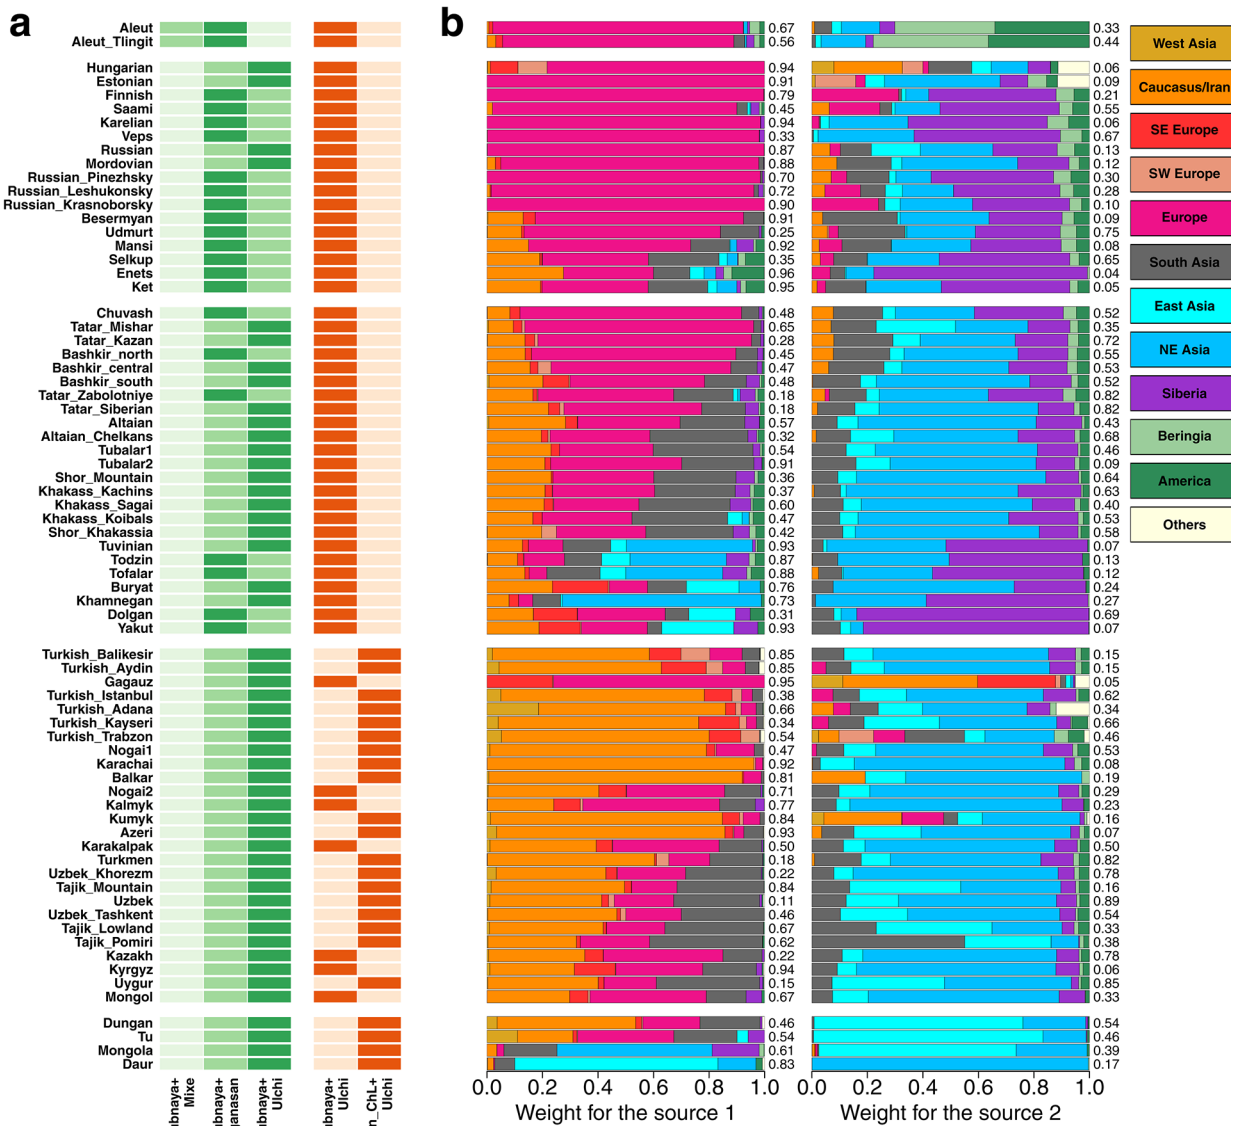 a
b
Aleut 0.67 0.33
Aleut_Tlingit 0.56 0.44
Hungarian 0.94 0.06
Estonian 0.91 0.09
Finnish 0.79 0.21
Saami 0.45 0.55
Karelian 0.94 0.06
Veps 0.33 0.67
Russian 0.87 0.13
Mordovian 0.88 0.12
Russian_Pinezhsky 0.70 0.30
Russian_Leshukonsky 0.72 0.28
Russian_Krasnoborsky 0.90 0.10
Besermyan 0.91 0.09
Udmurt 0.25 0.75
Mansi 0.92 0.08
Selkup 0.35 0.65
Enets 0.96 0.04
Ket 0.95 0.05
Chuvash 0.48 0.52
Tatar_Mishar 0.65 0.35
Tatar_Kazan 0.28 0.72
Bashkir_north 0.45 0.55
Bashkir_central 0.47 0.53
Bashkir_south 0.48 0.52
Tatar_Zabolotniye 0.18 0.82
Tatar_Siberian 0.18 0.82
Altaian 0.57 0.43
Altaian_Chelkans 0.32 0.68
Tubalar1 0.54 0.46
Tubalar2 0.91 0.09
Shor_Mountain 0.36 0.64
Khakass_Kachins 0.37 0.63
Khakass_Sagai 0.60 0.40
Khakass_Koibals 0.47 0.53
Shor_Khakassia 0.42 0.58
Tuvinian 0.93 0.07
Todzin 0.87 0.13
Tofalar 0.88 0.12
Buryat 0.76 0.24
Khamnegan 0.73 0.27
Dolgan 0.31 0.69
Yakut 0.93 0.07
Turkish_Balikesir 0.85 0.15
Turkish_Aydin 0.85 0.15
Gagauz 0.95 0.05
Turkish_Istanbul 0.38 0.62
Turkish_Adana 0.66 0.34
Turkish_Kayseri 0.34 0.66
Turkish_Trabzon 0.54 0.46
Nogai1 0.47 0.53
Karachai 0.92 0.08
Balkar 0.81 0.19
Nogai2 0.71 0.29
Kalmyk 0.77 0.23
Kumyk 0.84 0.16
Azeri 0.93 0.07
Karakalpak 0.50 0.50
Turkmen 0.18 0.82
Uzbek_Khorezm 0.22 0.78
Tajik_Mountain 0.84 0.16
Uzbek 0.11 0.89
Uzbek_Tashkent 0.46 0.54
Tajik_Lowland 0.67 0.33
Tajik_Pomiri 0.62 0.38
Kazakh 0.22 0.78
Kyrgyz 0.94 0.06
Uygur 0.15 0.85
Mongol 0.67 0.33
Dungan 0.46 0.54
Tu 0.54 0.46
Mongola 0.61 0.39
Daur 0.83 0.17
bnaya+
Mixe
bnaya+
ganasan
bnaya+
Ulchi
bnaya+
Ulchi
n_ChL+
Ulchi
0.0 0.2 0.4 0.6 0.8 1.0
Weight for the source 1
0.0 0.2 0.4 0.6 0.8 1.0
Weight for the source 2
West Asia
Caucasus/Iran
SE Europe
SW Europe
Europe
South Asia
East Asia
NE Asia
Siberia
Beringia
America
Others